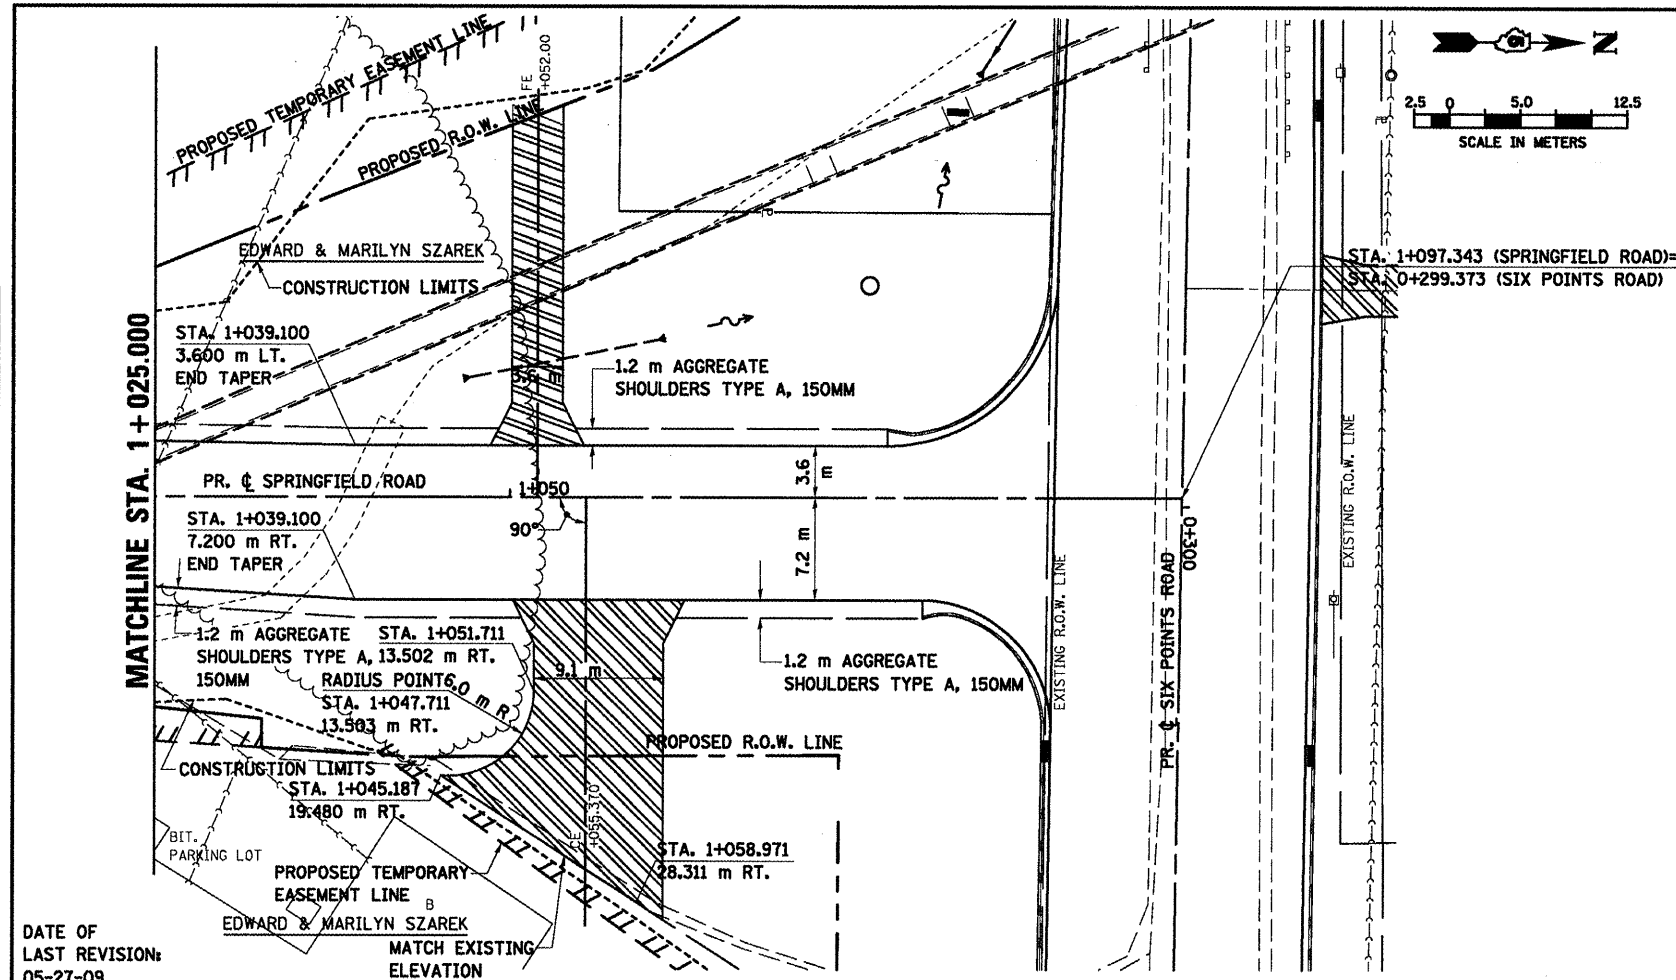 PROPOSED TEMPORARY EASEMENT LINE
PROPOSED R.O.W. LINE
FE
+052.00
N
2.5 0 5.0 12.5
SCALE IN METERS
EDWARD & MARILYN SZAREK
CONSTRUCTION LIMITS
STA. 1+097.343 (SPRINGFIELD ROAD)=
STA. 0+299.373 (SIX POINTS ROAD)
MATCHLINE STA. 1+025.000
STA. 1+039.100
3.600 m LT.
END TAPER
3.6 m
1.2 m AGGREGATE
SHOULDERS TYPE A, 150MM
PR. ℄ SPRINGFIELD ROAD
1+050
3.6 m
90°
7.2 m
0+300
PR. ℄ SIX POINTS ROAD
EXISTING R.O.W. LINE
EXISTING R.O.W. LINE
STA. 1+039.100
7.200 m RT.
END TAPER
1.2 m AGGREGATE
SHOULDERS TYPE A,
150MM
STA. 1+051.711
13.502 m RT.
RADIUS POINT
STA. 1+047.711
13.503 m RT.
6.0 m R
9.1 m
1.2 m AGGREGATE
SHOULDERS TYPE A, 150MM
PROPOSED R.O.W. LINE
CONSTRUCTION LIMITS
STA. 1+045.187
19.480 m RT.
CE
+055.370
BIT.
PARKING LOT
STA. 1+058.971
28.311 m RT.
PROPOSED TEMPORARY
EASEMENT LINE
B
EDWARD & MARILYN SZAREK
MATCH EXISTING
ELEVATION
DATE OF
LAST REVISION:
05-27-09